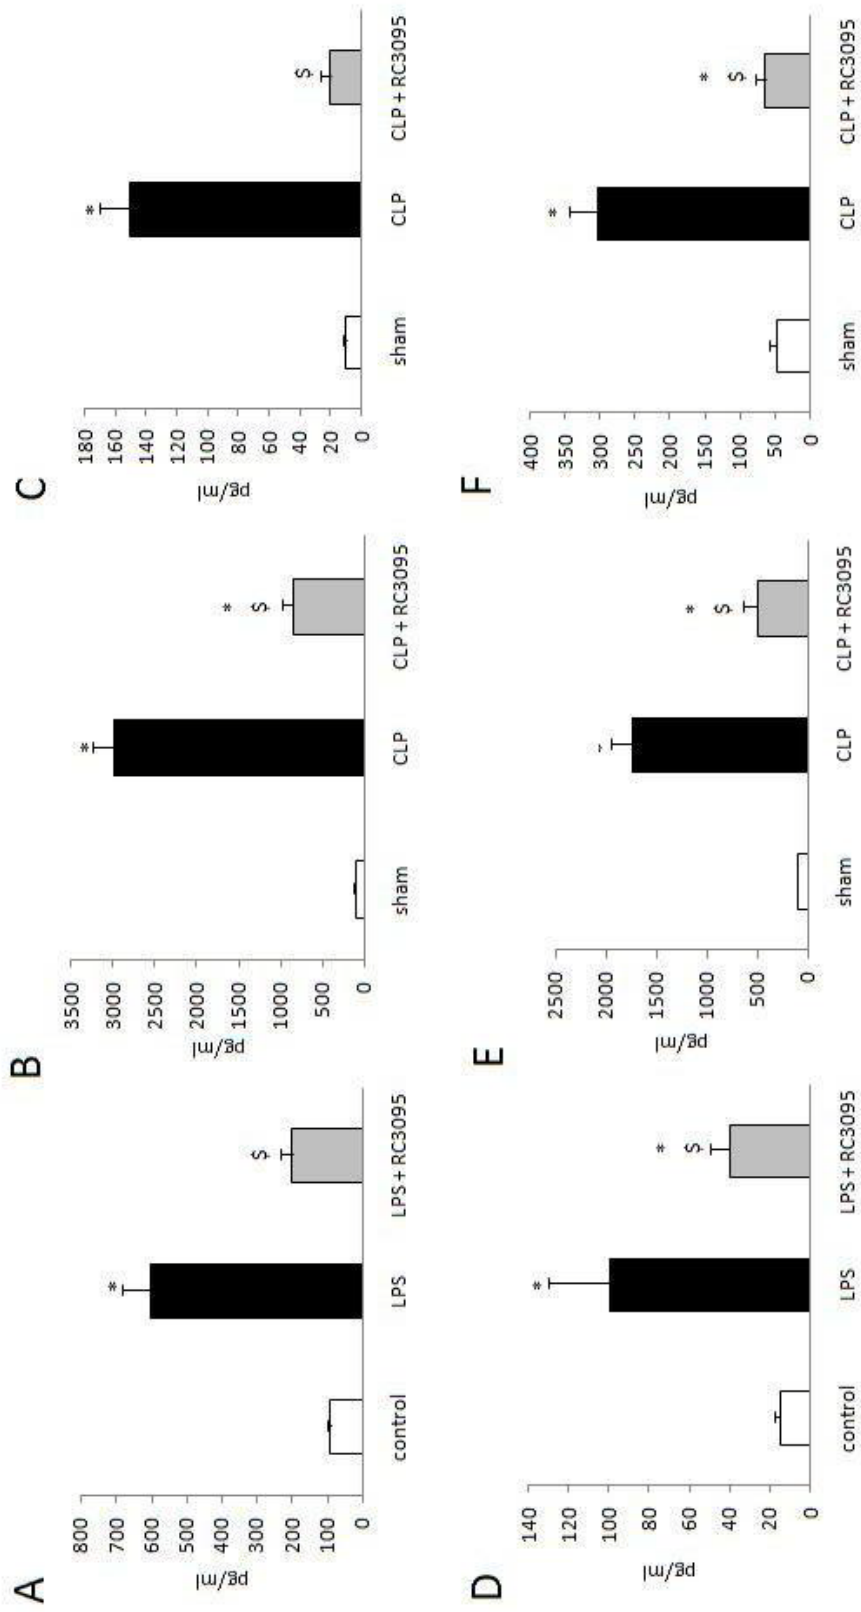 A
pg/ml
800
700
600
500
400
300
200
100
0
*
$
control
LPS
LPS + RC3095
B
pg/ml
3500
3000
2500
2000
1500
1000
500
0
*
*
$
sham
CLP
CLP + RC3095
C
pg/ml
180
160
140
120
100
80
60
40
20
0
*
$
sham
CLP
CLP + RC3095
D
pg/ml
140
120
100
80
60
40
20
0
*
*
$
control
LPS
LPS + RC3095
E
pg/ml
2500
2000
1500
1000
500
0
*
$
sham
CLP
CLP + RC3095
F
pg/ml
400
350
300
250
200
150
100
50
0
*
*
$
sham
CLP
CLP + RC3095